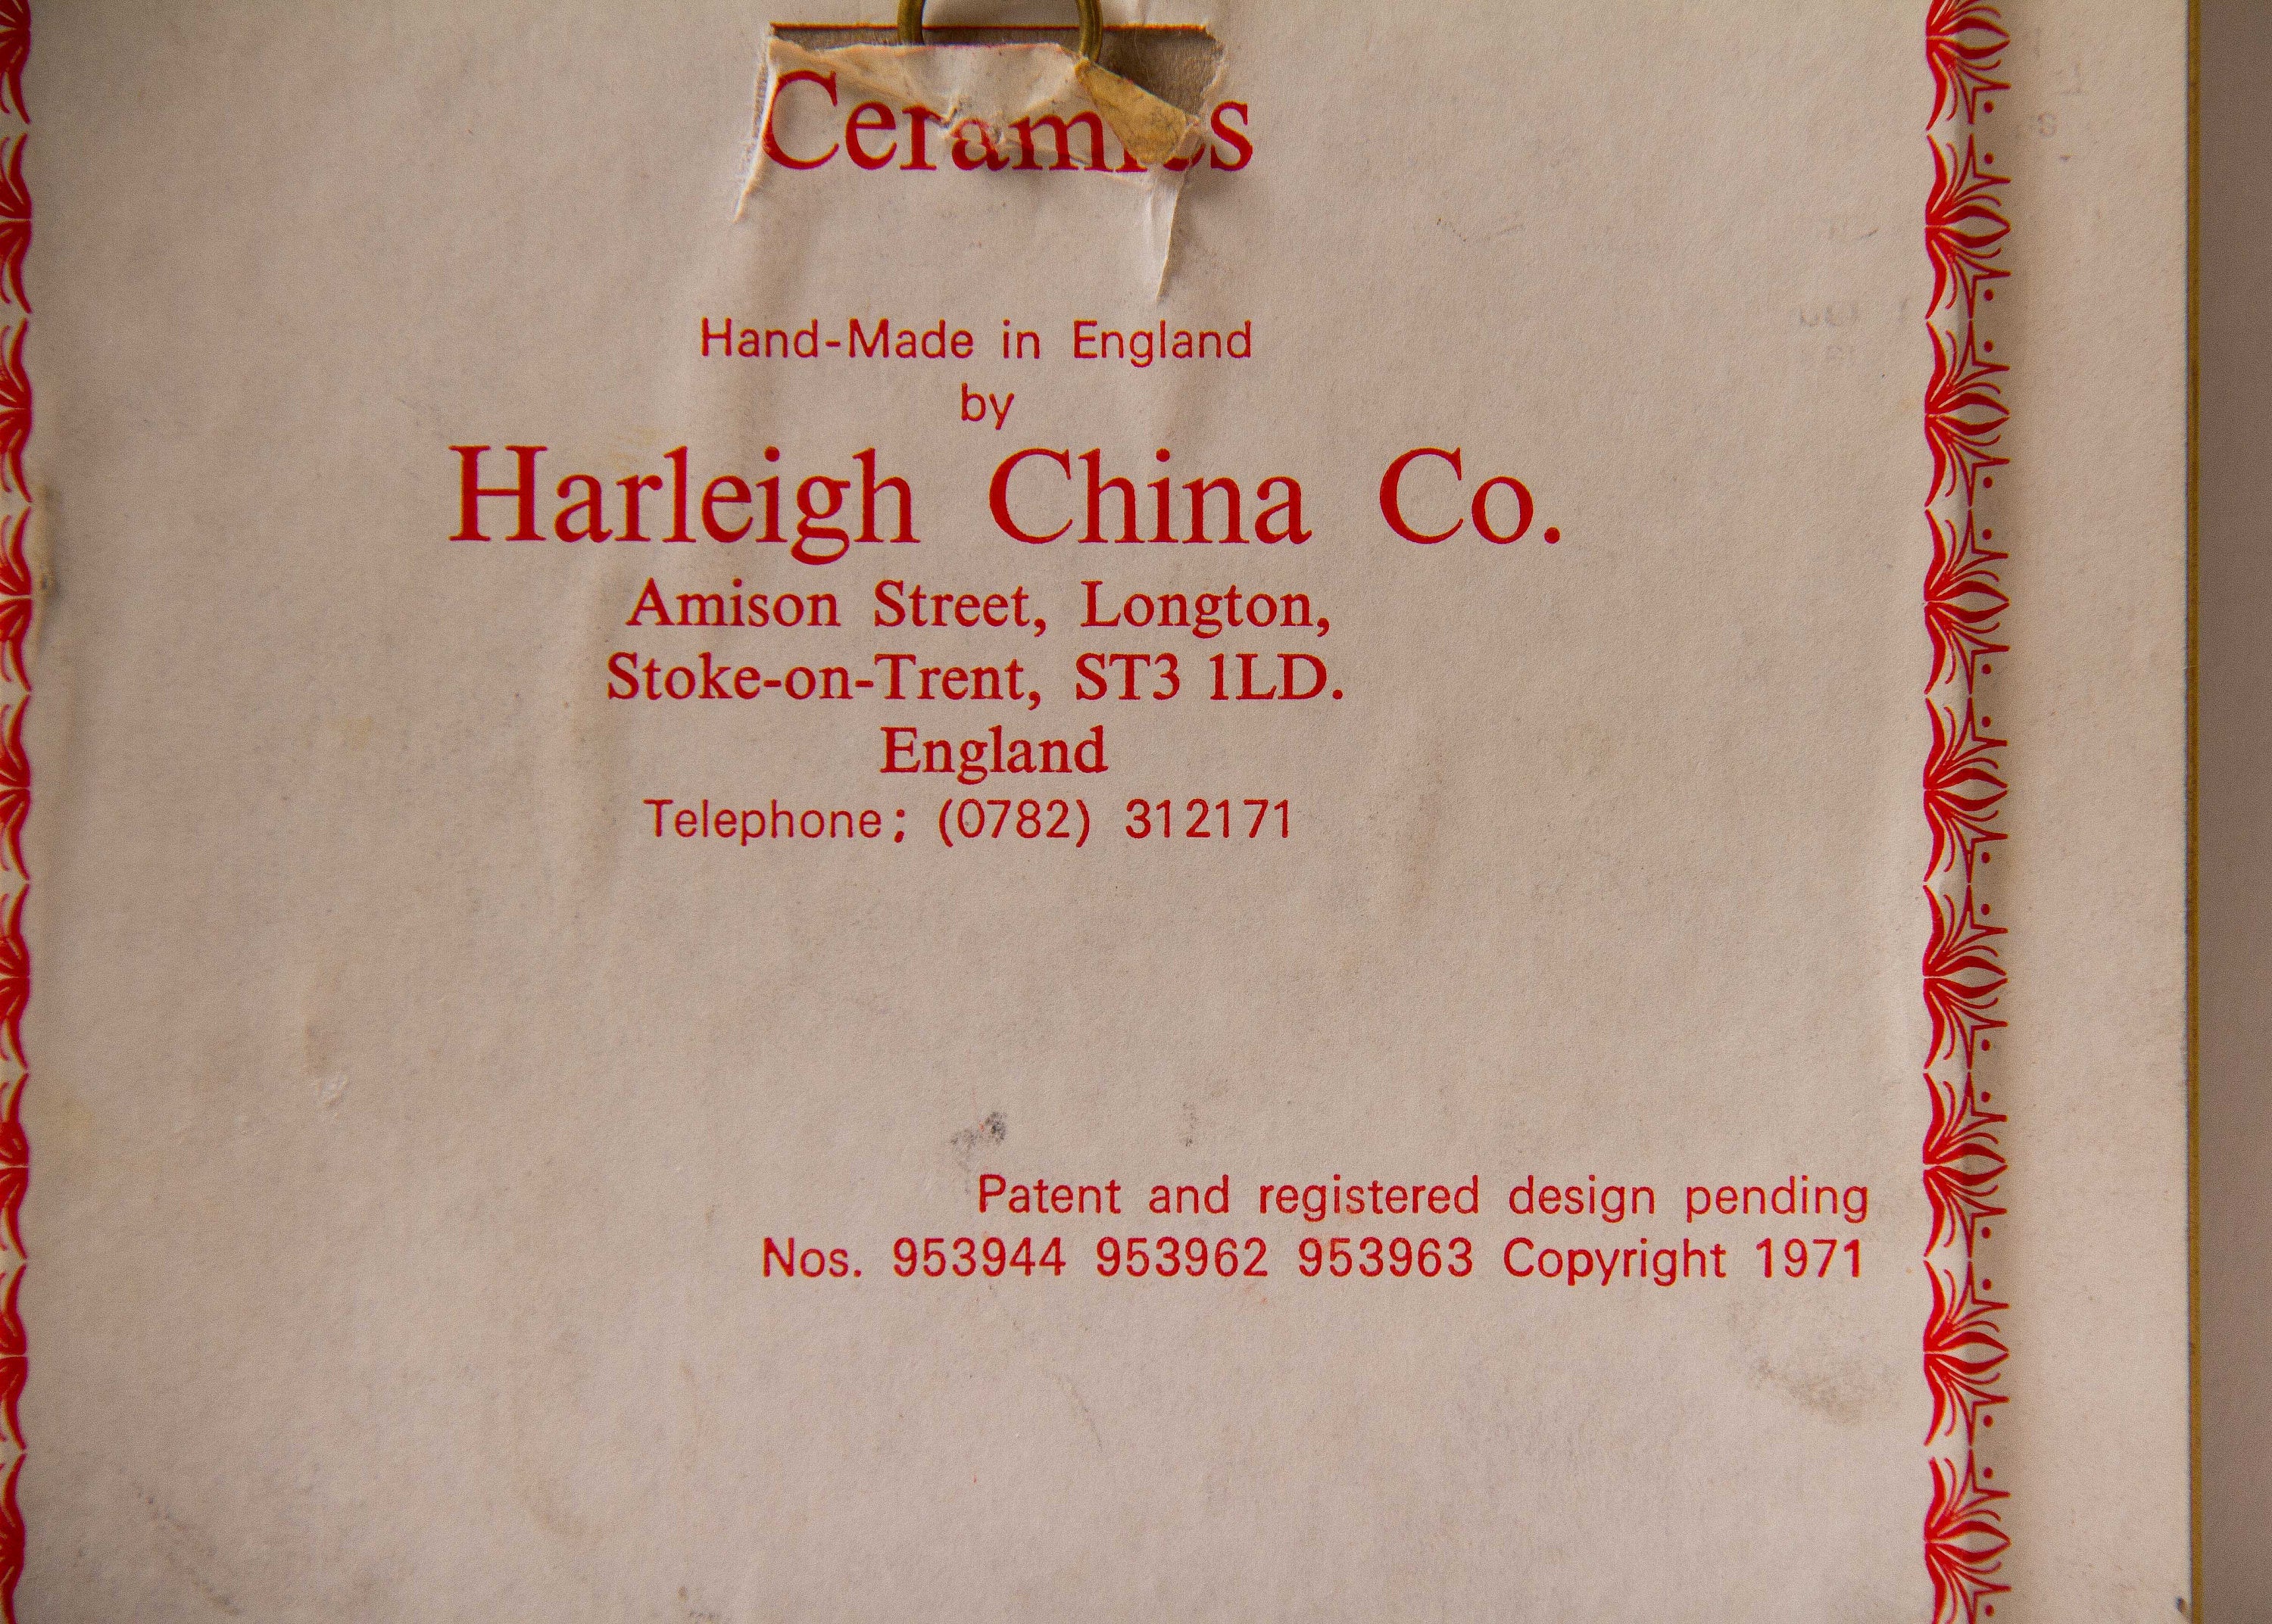 Ceramics
Hand-Made in England
by
Harleigh China Co.
Amison Street, Longton,
Stoke-on-Trent, ST3 1LD.
England
Telephone: (0782) 312171
Patent and registered design pending
Nos. 953944 953962 953963 Copyright 1971